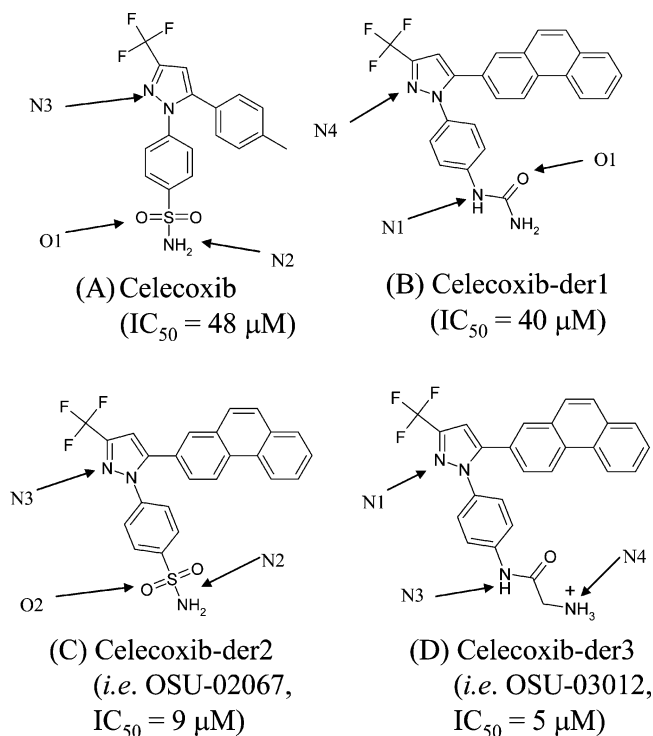 F
F
F
N3
N
N
O
S
O
O1
NH₂
N2
(A) Celecoxib
(IC₅₀ = 48 μM)
F
F
F
N
N
N4
O
O1
N
H
N1
NH₂
(B) Celecoxib-der1
(IC₅₀ = 40 μM)
F
F
F
N
N
N3
N2
O
S
O
O2
NH₂
(C) Celecoxib-der2
(i.e. OSU-02067,
IC₅₀ = 9 μM)
F
F
F
N
N
N1
O
N4
N
H
N3
+
NH₃
(D) Celecoxib-der3
(i.e. OSU-03012,
IC₅₀ = 5 μM)